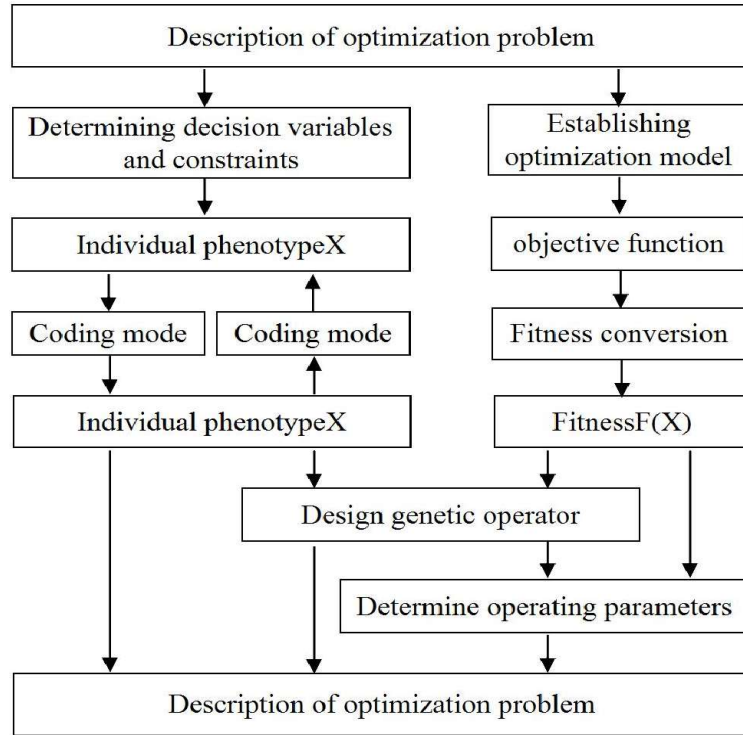 Description of optimization problem
Determining decision variables
and constraints
Establishing
optimization model
Individual phenotypeX
objective function
Coding mode
Coding mode
Fitness conversion
Individual phenotypeX
FitnessF(X)
Design genetic operator
Determine operating parameters
Description of optimization problem